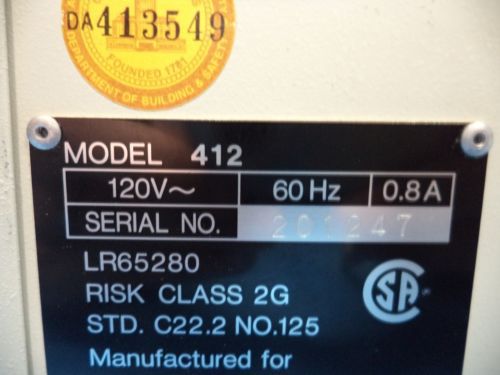 DA413549
FOUNDED 1781
DEPARTMENT OF BUILDING & SAFETY
MODEL 412
120V~ 60 Hz 0.8A
SERIAL NO. 201247
LR65280
RISK CLASS 2G
STD. C22.2 NO.125
CSA
Manufactured for